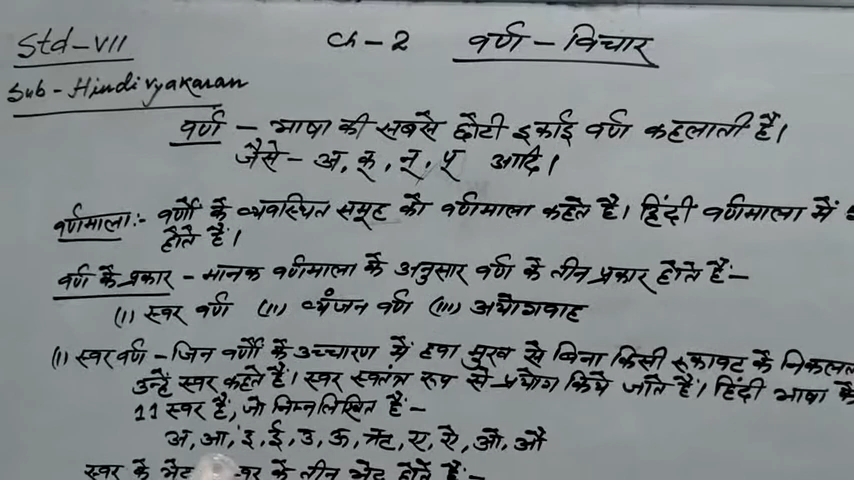 Std-VII
Ch-2 वर्ण-विचार
Sub-Hindi vyakaran
वर्ण - भाषा की सबसे छोटी इकाई वर्ण कहलाती है।
जैसे- अ, क्, न्, प् आदि।
वर्णमाला:- वर्णों के व्यवस्थित समूह को वर्णमाला कहते हैं। हिंदी वर्णमाला में
होते हैं।
वर्ण के प्रकार - मानक वर्णमाला के अनुसार वर्ण के तीन प्रकार होते हैं:-
(i) स्वर वर्ण (ii) व्यंजन वर्ण (iii) अयोगवाह
(i) स्वर वर्ण - जिन वर्णों के उच्चारण में हवा मुख से बिना किसी रुकावट के निकलत
उन्हें स्वर कहते हैं। स्वर स्वतंत्र रूप से प्रयोग किये जाते हैं। हिंदी भाषा
11 स्वर हैं, जो निम्नलिखित हैं-
अ, आ, इ, ई, उ, ऊ, ऋ, ए, ऐ, ओ, औ
स्वर के भेद के तीन भेद होते हैं:-